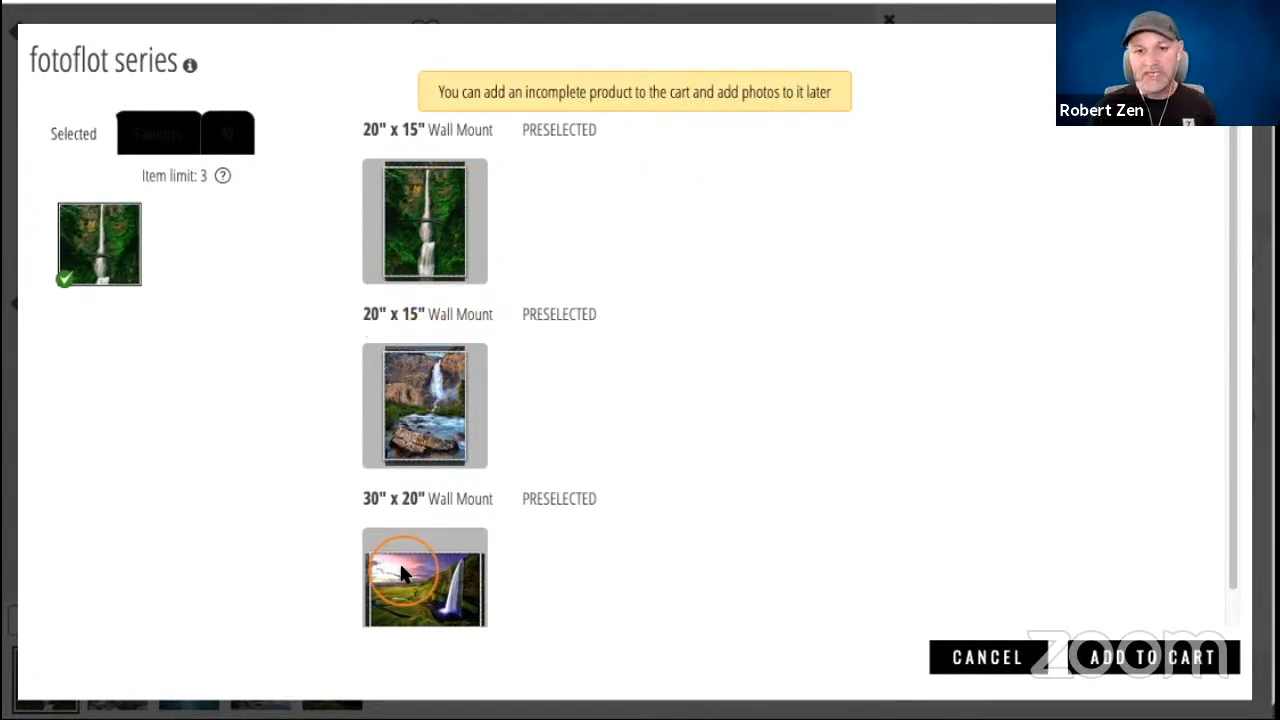 fotoflot series
You can add an incomplete product to the cart and add photos to it later
Robert Zen
Selected
Favorites
All
Item limit: 3
20" x 15" Wall Mount PRESELECTED
20" x 15" Wall Mount PRESELECTED
30" x 20" Wall Mount PRESELECTED
CANCEL
ADD TO CART
zoom